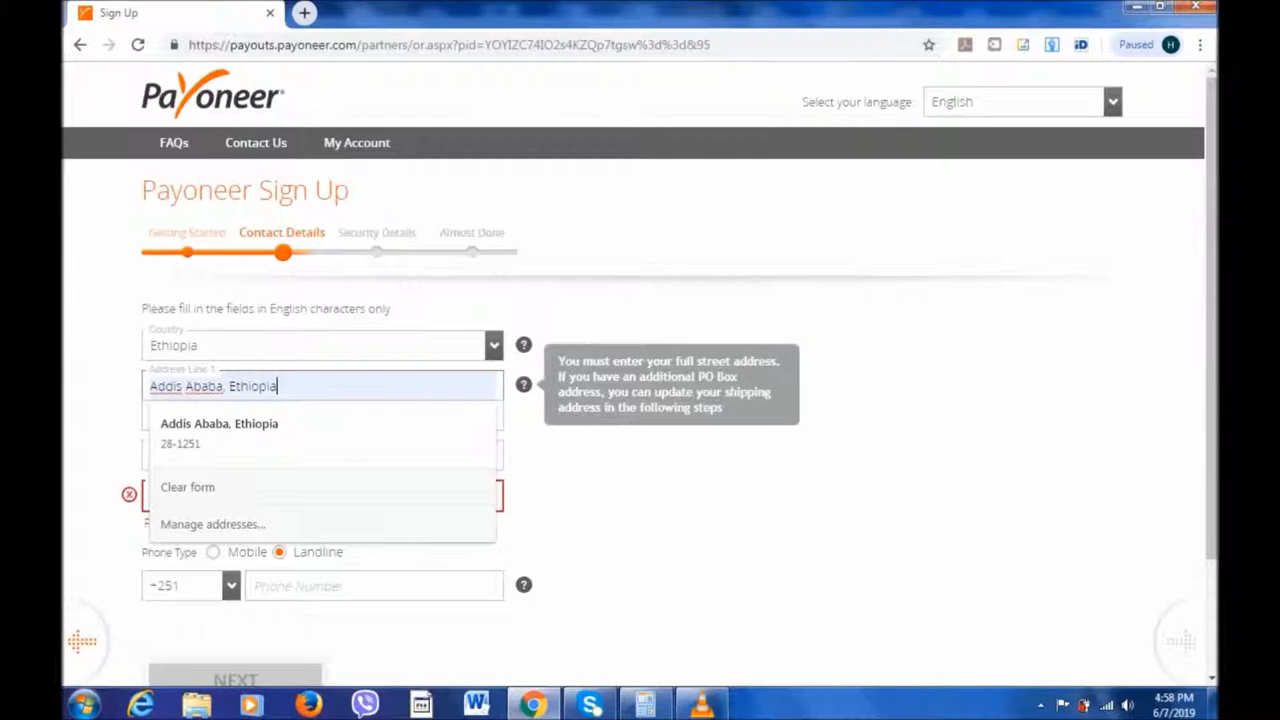 Sign Up
https://payouts.payoneer.com/partners/or.aspx?pid=YOYIZC74IO2s4KZQp7tgsw%3d%3d&95
iD
Paused H
Payoneer
Select your language: English
FAQs Contact Us My Account
Payoneer Sign Up
Getting Started Contact Details Security Details Almost Done
Please fill in the fields in English characters only
Country
Ethiopia
Address Line 1
Addis Ababa, Ethiopia
You must enter your full street address.
If you have an additional PO Box
address, you can update your shipping
address in the following steps
Addis Ababa, Ethiopia
28-1251
Clear form
Manage addresses...
Phone Type Mobile Landline
+251 Phone Number
NEXT
4:58 PM
6/7/2019